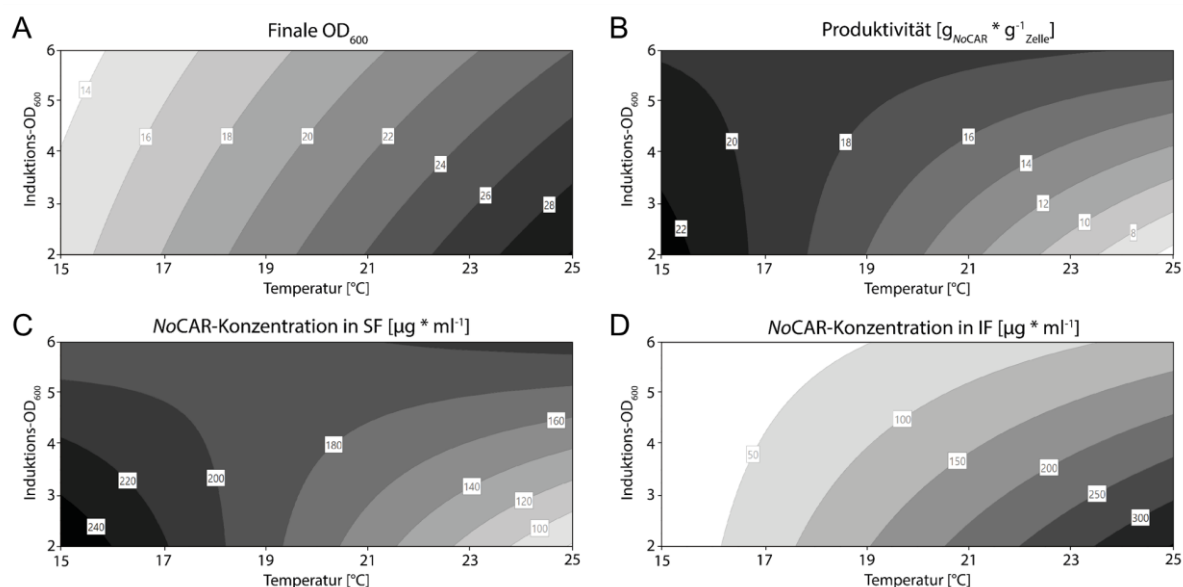 A
Finale OD600
Induktions-OD600
6
5
4
3
2
14
16
18
20
22
24
26
28
15 17 19 21 23 25
Temperatur [°C]
B
Produktivität [gNoCAR * g-1Zelle]
Induktions-OD600
6
5
4
3
2
22
20
18
16
14
12
10
8
15 17 19 21 23 25
Temperatur [°C]
C
NoCAR-Konzentration in SF [µg * ml-1]
Induktions-OD600
6
5
4
3
2
240
220
200
180
160
140
120
100
15 17 19 21 23 25
Temperatur [°C]
D
NoCAR-Konzentration in IF [µg * ml-1]
Induktions-OD600
6
5
4
3
2
50
100
150
200
250
300
15 17 19 21 23 25
Temperatur [°C]